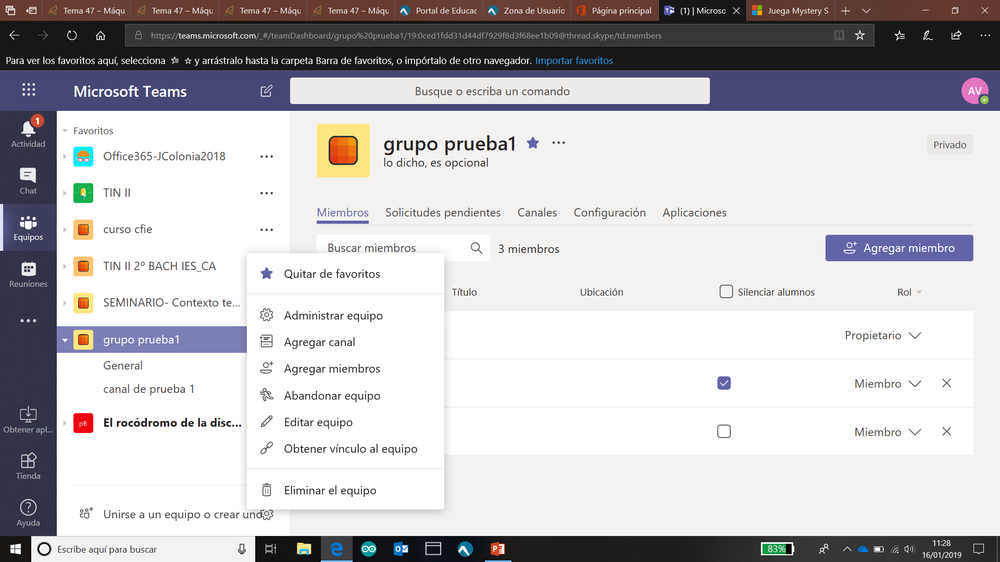 Tema 47 – Máqu
Tema 47 – Máqu
Tema 47 – Máqu
Tema 47 – Máqu
Portal de Educac
Zona de Usuario
Página principal
(1) | Microso
Juega Mystery S
https://teams.microsoft.com/_#/teamDashboard/grupo%20prueba1/19:0ced1fdd31d44df7929f8d3f68ee1b09@thread.skype/td.members
Para ver los favoritos aquí, selecciona y arrástralo hasta la carpeta Barra de favoritos, o impórtalo de otro navegador. Importar favoritos
Microsoft Teams
Busque o escriba un comando
AV
1
Actividad
Chat
Equipos
Reuniones
Obtener apl...
Tienda
Ayuda
Favoritos
Office365-JColonia2018
TIN II
curso cfie
TIN II 2º BACH IES_CA
SEMINARIO- Contexto te...
grupo prueba1
General
canal de prueba 1
pB
El rocódromo de la disc...
Unirse a un equipo o crear uno
grupo prueba1
lo dicho, es opcional
Privado
Miembros
Solicitudes pendientes
Canales
Configuración
Aplicaciones
Buscar miembros
3 miembros
Agregar miembro
Título
Ubicación
Silenciar alumnos
Rol
Propietario
Miembro
Miembro
Quitar de favoritos
Administrar equipo
Agregar canal
Agregar miembros
Abandonar equipo
Editar equipo
Obtener vínculo al equipo
Eliminar el equipo
Escribe aquí para buscar
83%
11:28
16/01/2019